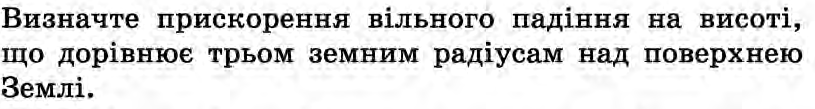 Визначте прискорення вільного падіння на висоті,
що дорівнює трьом земним радіусам над поверхнею
Землі.